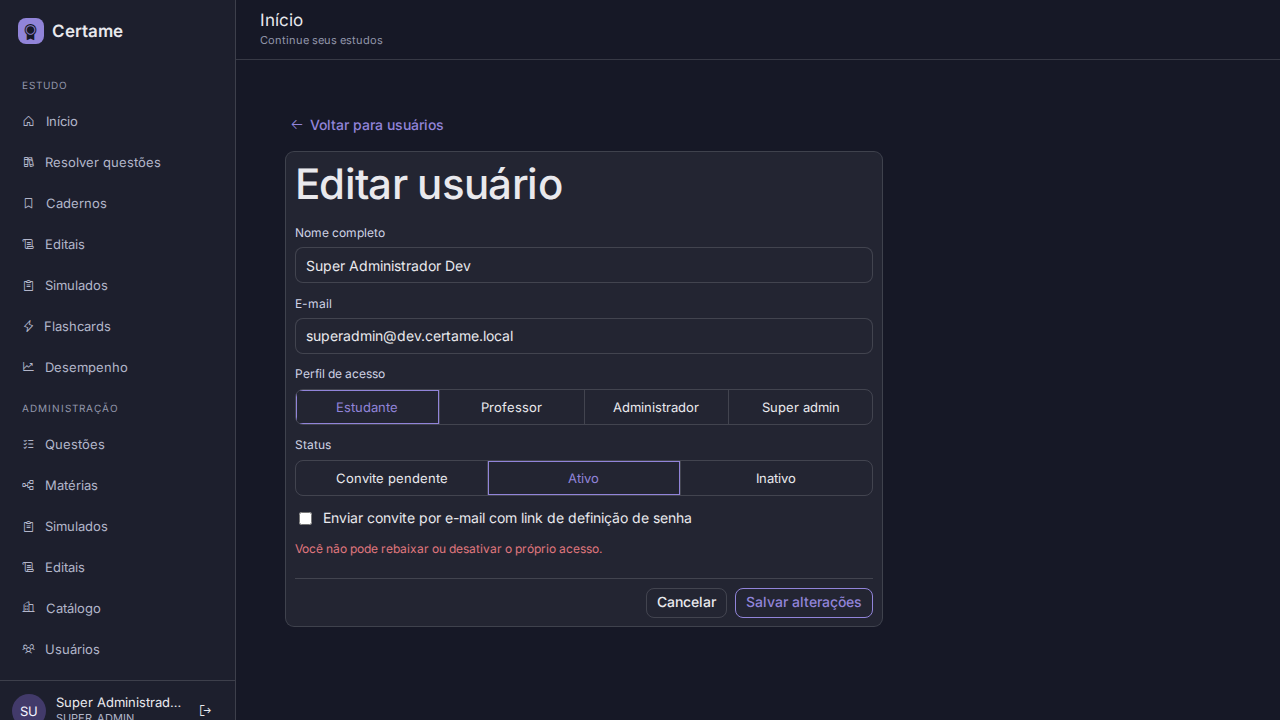 Certame
Início
Continue seus estudos
ESTUDO
Início
Resolver questões
Cadernos
Editais
Simulados
Flashcards
Desempenho
ADMINISTRAÇÃO
Questões
Matérias
Simulados
Editais
Catálogo
Usuários
SU
Super Administrad...
SUPER_ADMIN
Voltar para usuários
Editar usuário
Nome completo
Super Administrador Dev
E-mail
superadmin@dev.certame.local
Perfil de acesso
Estudante Professor Administrador Super admin
Status
Convite pendente Ativo Inativo
Enviar convite por e-mail com link de definição de senha
Você não pode rebaixar ou desativar o próprio acesso.
Cancelar Salvar alterações